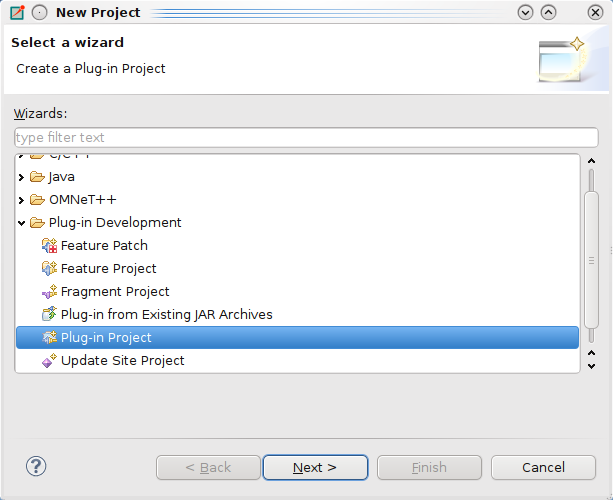 New Project
Select a wizard
Create a Plug-in Project
Wizards:
type filter text
C/C++
Java
OMNeT++
Plug-in Development
Feature Patch
Feature Project
Fragment Project
Plug-in from Existing JAR Archives
Plug-in Project
Update Site Project
< Back
Next >
Finish
Cancel